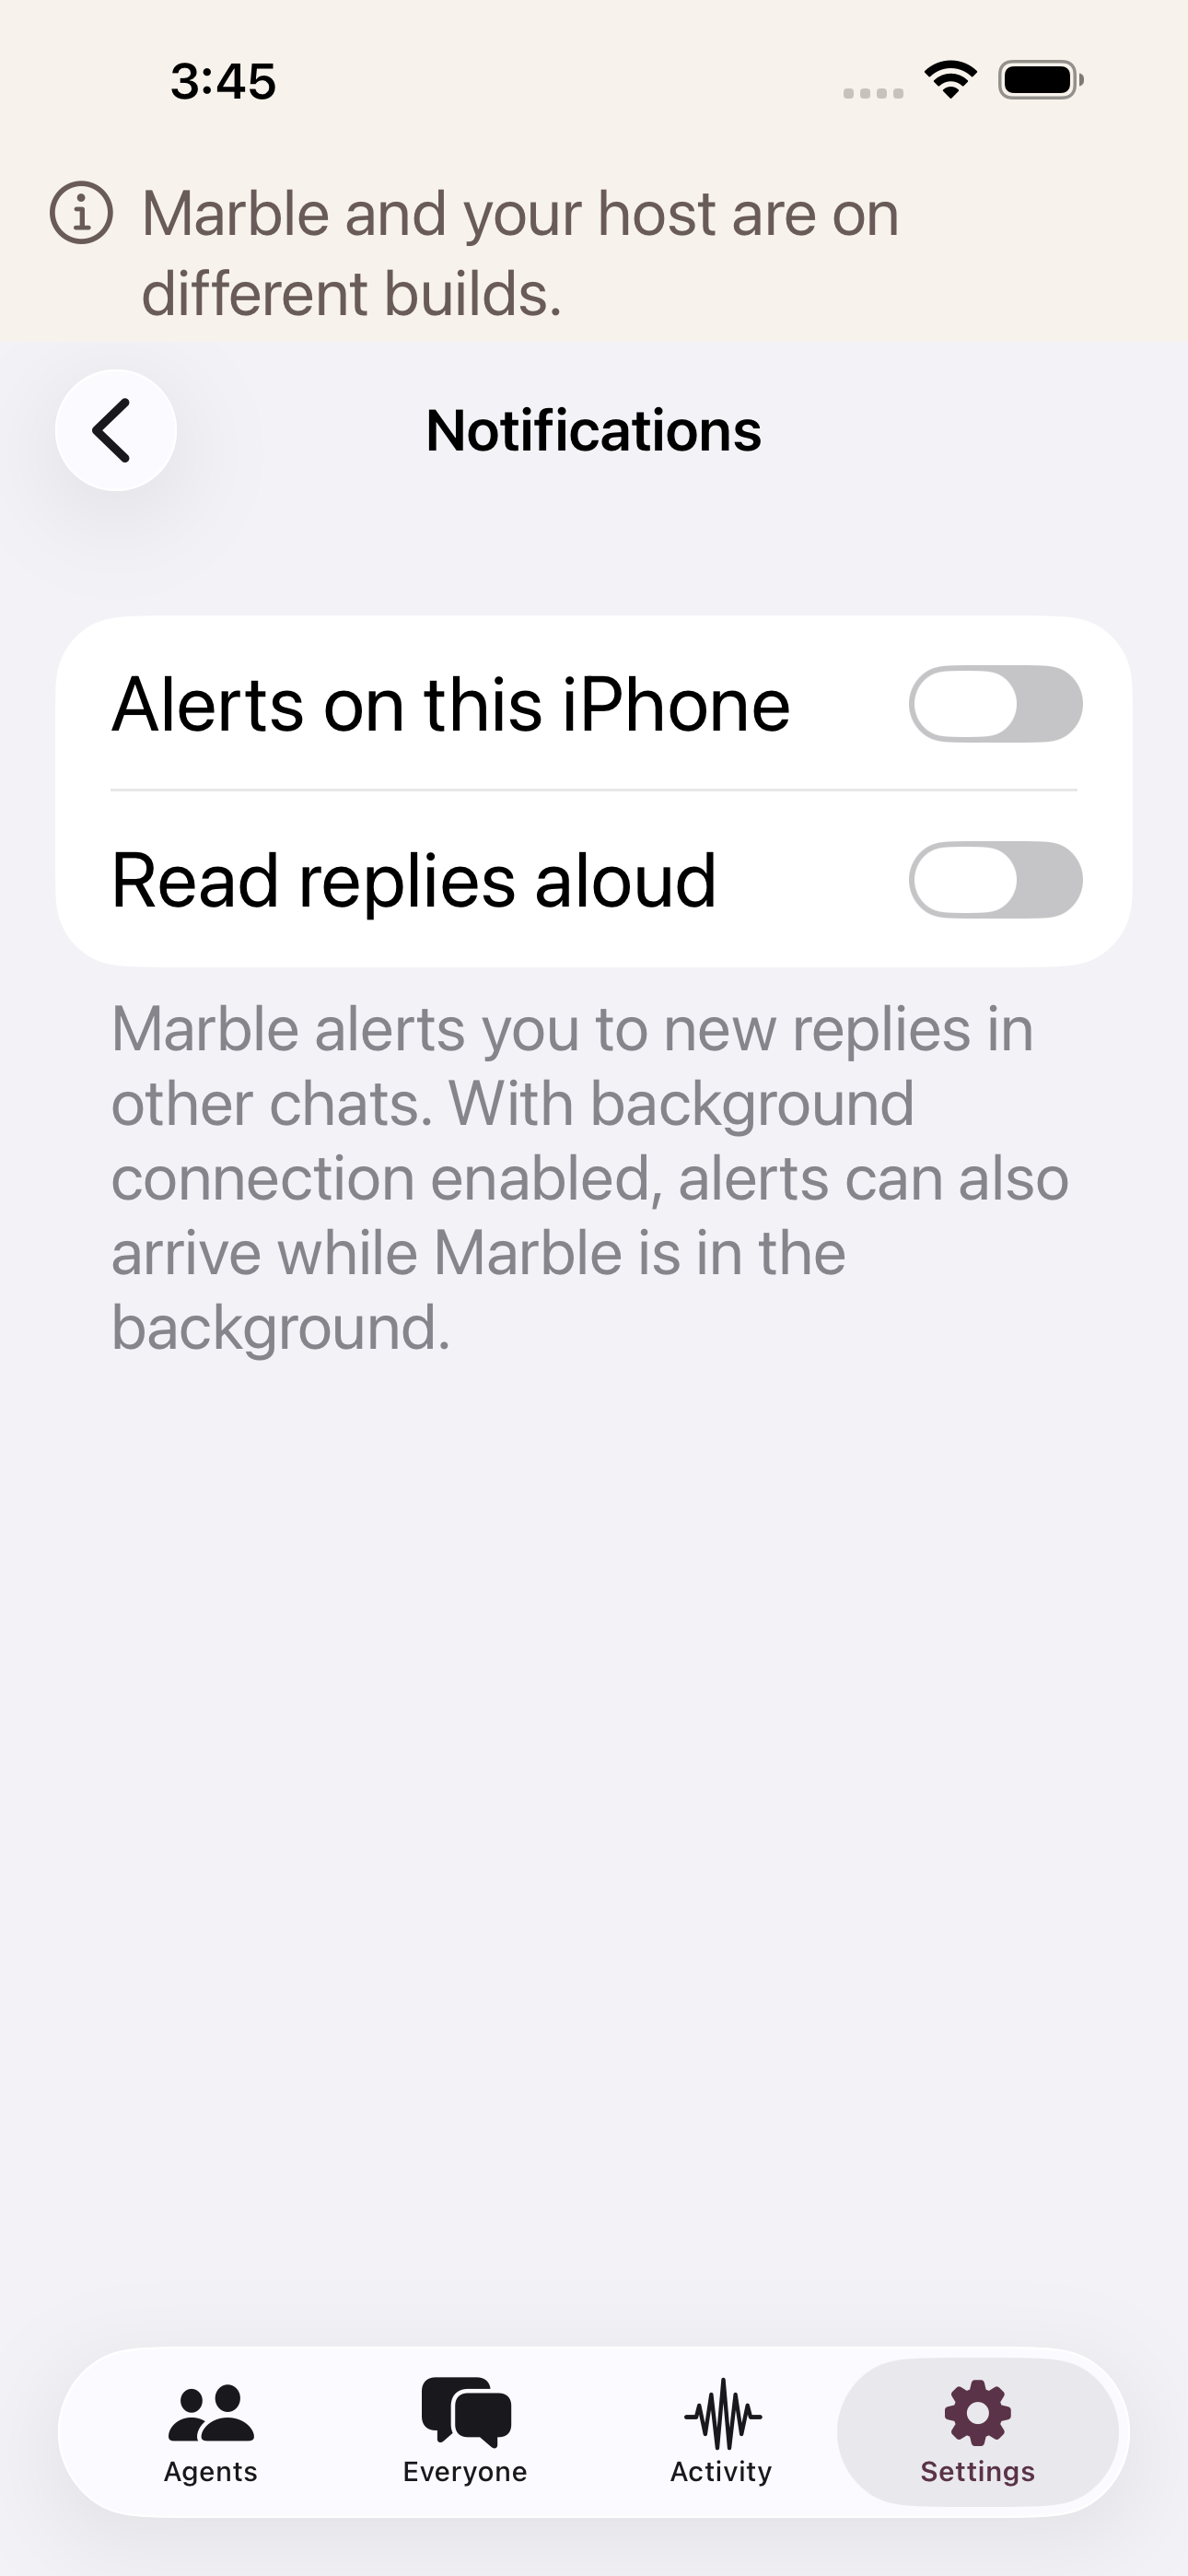 3:45
Marble and your host are on
different builds.
Notifications
Alerts on this iPhone
Read replies aloud
Marble alerts you to new replies in
other chats. With background
connection enabled, alerts can also
arrive while Marble is in the
background.
Agents
Everyone
Activity
Settings